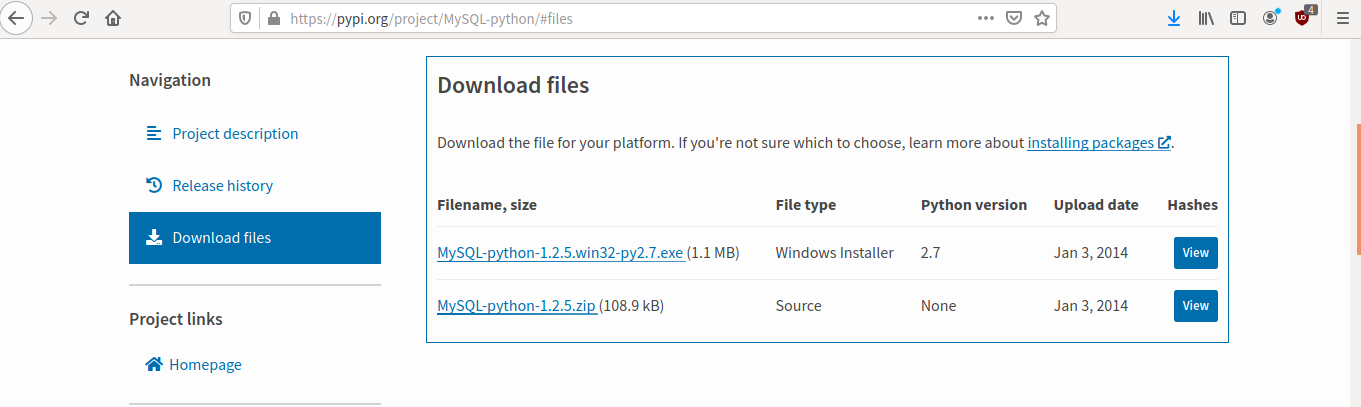 https://pypi.org/project/MySQL-python/#files
4
Navigation
Project description
Release history
Download files
Project links
Homepage
Download files
Download the file for your platform. If you're not sure which to choose, learn more about installing packages.
Filename, size File type Python version Upload date Hashes
MySQL-python-1.2.5.win32-py2.7.exe (1.1 MB) Windows Installer 2.7 Jan 3, 2014 View
MySQL-python-1.2.5.zip (108.9 kB) Source None Jan 3, 2014 View